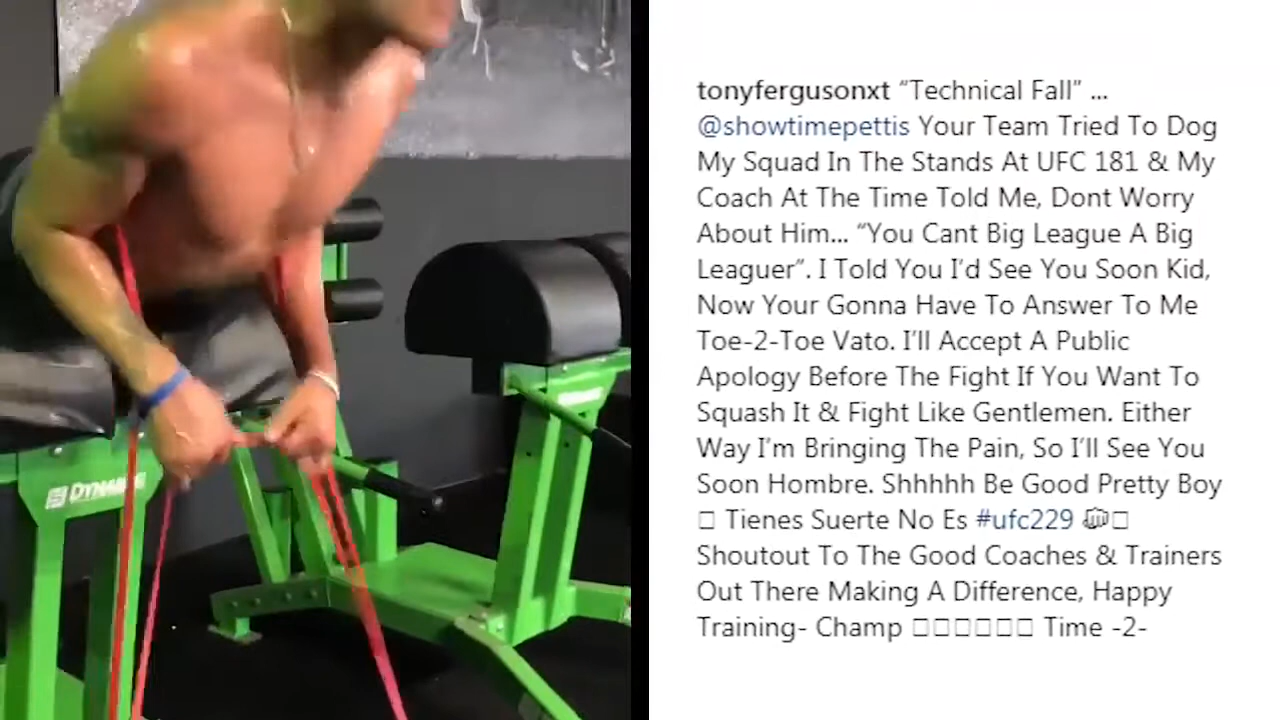 DYNAM
tonyfergusonxt “Technical Fall” ...
@showtimepettis Your Team Tried To Dog
My Squad In The Stands At UFC 181 & My
Coach At The Time Told Me, Dont Worry
About Him... “You Cant Big League A Big
Leaguer”. I Told You I’d See You Soon Kid,
Now Your Gonna Have To Answer To Me
Toe-2-Toe Vato. I’ll Accept A Public
Apology Before The Fight If You Want To
Squash It & Fight Like Gentlemen. Either
Way I’m Bringing The Pain, So I’ll See You
Soon Hombre. Shhhhh Be Good Pretty Boy
□ Tienes Suerte No Es #ufc229 👊□
Shoutout To The Good Coaches & Trainers
Out There Making A Difference, Happy
Training- Champ □□□□□□ Time -2-